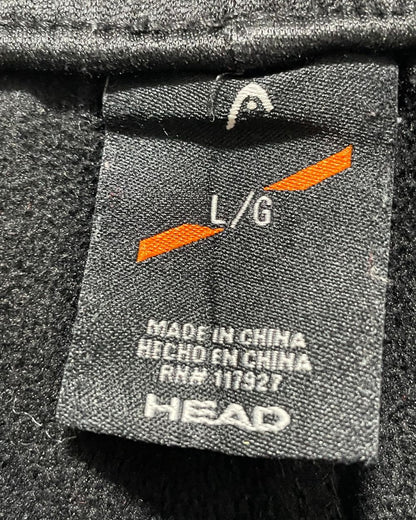 L/G
MADE IN CHINA
HECHO EN CHINA
RN# 117927
HEAD